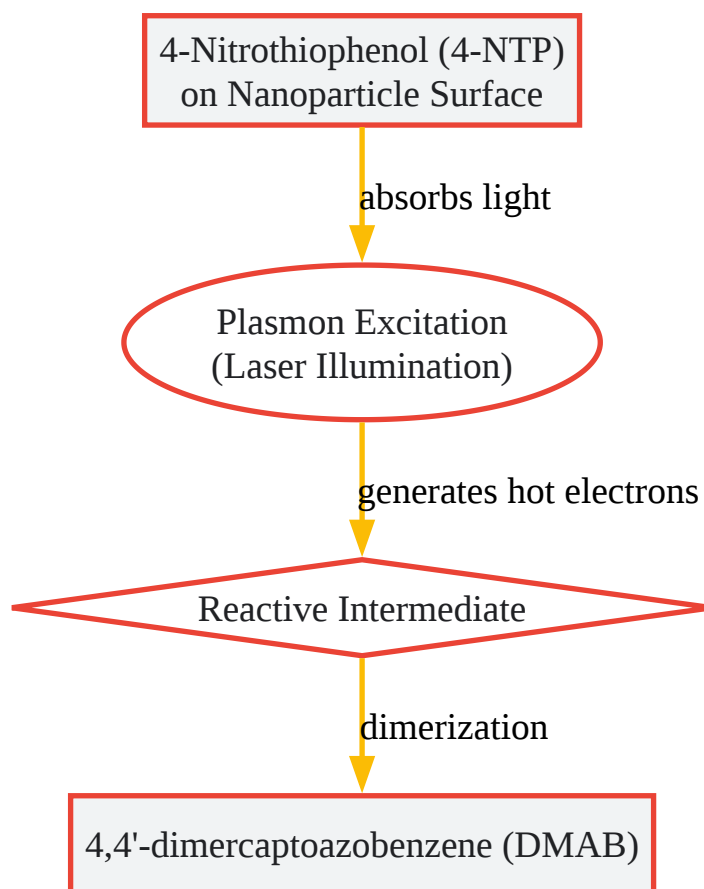 4-Nitrothiophenol (4-NTP)
on Nanoparticle Surface
absorbs light
Plasmon Excitation
(Laser Illumination)
generates hot electrons
Reactive Intermediate
dimerization
4,4'-dimercaptoazobenzene (DMAB)